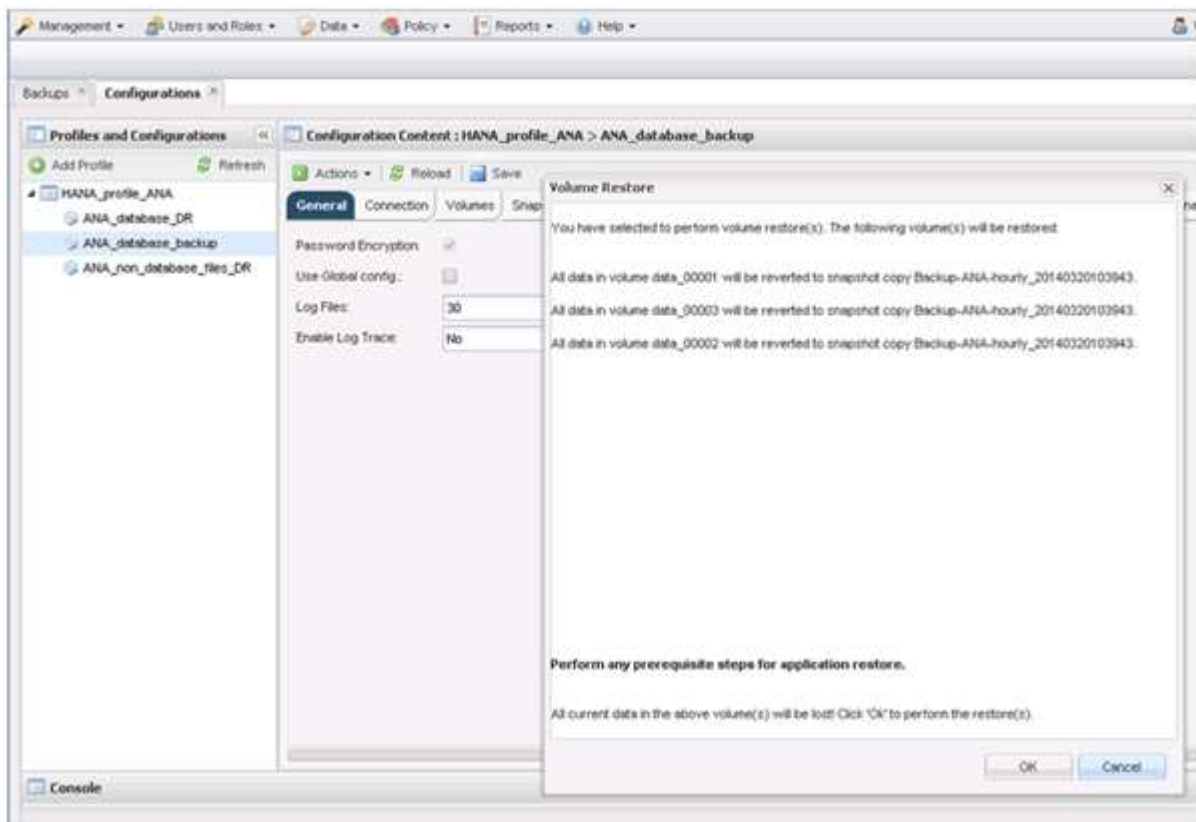 Management Users and Roles Data Policy Reports Help
Backups Configurations
Profiles and Configurations
Add Profile Refresh
HANA_profile_ANA
ANA_database_DR
ANA_database_backup
ANA_non_database_files_DR
Configuration Content : HANA_profile_ANA > ANA_database_backup
Actions Reload Save
General Connection Volumes Snap
Password Encryption:
Use Global config.:
Log Files: 30
Enable Log Trace: No
Volume Restore
You have selected to perform volume restore(s). The following volume(s) will be restored:
All data in volume data_00001 will be reverted to snapshot copy Backup-ANA-hourly_20140320103943.
All data in volume data_00003 will be reverted to snapshot copy Backup-ANA-hourly_20140320103943.
All data in volume data_00002 will be reverted to snapshot copy Backup-ANA-hourly_20140320103943.
Perform any prerequisite steps for application restore.
All current data in the above volume(s) will be lost! Click 'Ok' to perform the restore(s).
OK Cancel
Console